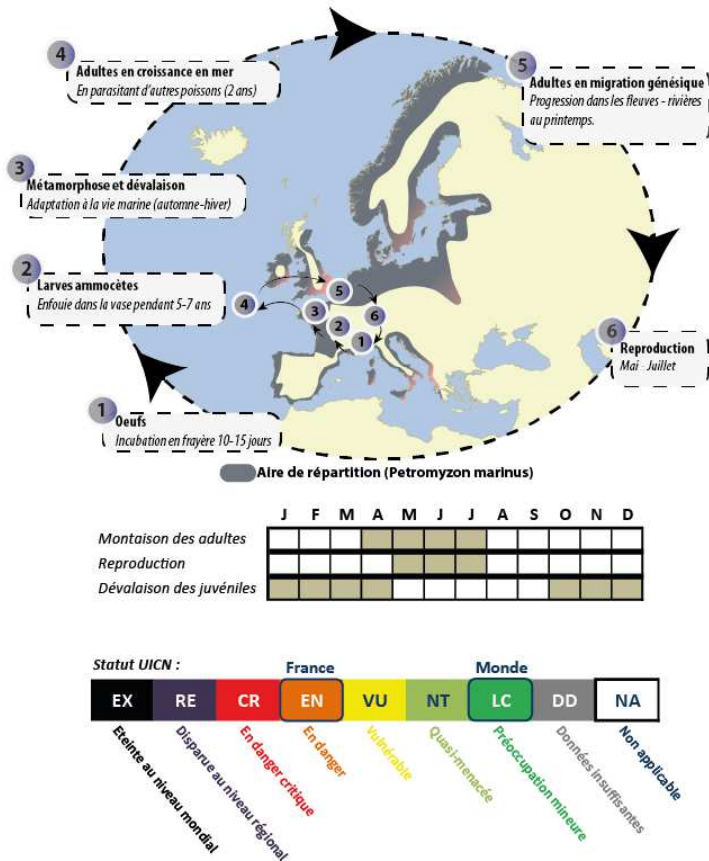 4
Adultes en croissance en mer
En parasitant d'autres poissons (2 ans)
5
Adultes en migration génésique
Progression dans les fleuves - rivières
au printemps.
3
Métamorphose et dévalaison
Adaptation à la vie marine (automne-hiver)
2
Larves ammocètes
Enfouie dans la vase pendant 5-7 ans
4
5
3
6
2
1
6
Reproduction
Mai - Juillet
1
Oeufs
Incubation en frayère 10-15 jours
Aire de répartition (Petromyzon marinus)
J F M A M J J A S O N D
Montaison des adultes
Reproduction
Dévalaison des juvéniles
Statut UICN :
France
Monde
EX RE CR EN VU NT LC DD NA
Eteinte au niveau mondial
Disparue au niveau régional
En danger critique
En danger
Vulnérable
Quasi-menacée
Préoccupation mineure
Données insuffisantes
Non applicable